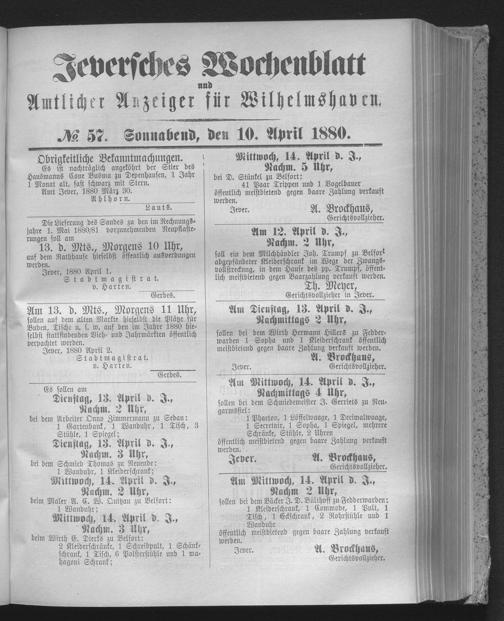 Jeversches Wochenblatt
und
Amtlicher Anzeiger für Wilhelmshaven.
№ 57. Sonnabend, den 10. April 1880.
Obrigkeitliche Bekanntmachungen.
Es ist nachträglich angekört der Stier des
Hausmanns Gave Busma zu Depenhausen, 1 Jahr
1 Monat alt, fast schwarz mit Stern.
Amt Jever, 1880 März 30.
Ahlhorn.
Lauts.
Die Lieferung des Sandes zu den im Rechnungs-
jahre 1. Mai 1880/81 vorzunehmenden Neupflaste-
rungen soll am
13. d. Mts., Morgens 10 Uhr,
auf dem Rathhause hieselbst öffentlich ausverdungen
werden.
Jever, 1880 April 1.
Stadtmagistrat.
v. Harten.
Gerdes.
Am 13. d. Mts., Morgens 11 Uhr,
sollen auf dem alten Markte hieselbst die Plätze für
Buden, Tische u. s. w. auf den im Jahre 1880 hie-
selbst stattfindenden Vieh- und Jahrmärkten öffentlich
verpachtet werden.
Jever, 1880 April 2.
Stadtmagistrat.
v. Harten.
Gerdes.
Es sollen am
Dienstag, 13. April d. J.,
Nachm. 2 Uhr,
bei dem Arbeiter Onno Zimmermann zu Sedan:
1 Gartenbank, 1 Wanduhr, 1 Tisch, 3
Stühle, 1 Spiegel;
Dienstag, 13. April d. J.,
Nachm. 3 Uhr,
bei dem Schmied Thomas zu Neuende:
1 Wanduhr, 1 Kleiderschrank;
Mittwoch, 14. April d. J.,
Nachm. 2 Uhr,
beim Maler A. C. W. zu Belfort:
1 Wanduhr;
Mittwoch, 14. April d. J.,
Nachm. 3 Uhr,
beim Wirth E. Dierks zu Belfort:
2 Kleiderschränke, 1 Schreibpult, 1 Schänk-
schrank, 1 Tisch, 6 Polsterstühle und 1 ma-
hagoni Schrank;
Mittwoch, 14. April d. J.,
Nachm. 5 Uhr,
bei D. Stünkel zu Belfort:
41 Paar Trippen und 1 Vogelbauer
öffentlich meistbietend gegen baare Zahlung verkauft
werden.
Jever. A. Brockhaus,
Gerichtsvollzieher.
Am 12. April d. J.,
Nachm. 2 Uhr,
soll ein dem Milchhändler Joh. Trumpf zu Belfort
abgepfändeter Kleiderschrank im Wege der Zwangs-
vollstreckung, in dem Hause des pp. Trumpf, öffent-
lich meistbietend gegen Baarzahlung verkauft werden.
Th. Meyer,
Gerichtsvollzieher in Jever.
Am Dienstag, 13. April d. J.,
Nachmittags 2 Uhr,
sollen bei dem Wirth Hermann Hillers zu Fedder-
warden 1 Sopha und 1 Kleiderschrank öffentlich
meistbietend gegen baare Zahlung verkauft werden.
A. Brockhaus,
Jever. Gerichtsvollzieher.
Am Mittwoch, 14. April d. J.,
Nachmittags 4 Uhr,
sollen bei dem Schmiedemeister J. Gerriets zu Neu-
garmssiel:
1 Phaeton, 1 Löffelwaage, 1 Decimalwaage,
1 Secretair, 1 Sopha, 1 Spiegel, mehrere
Schränke, Stühle, 2 Uhren
öffentlich meistbietend gegen baare Zahlung verkauft
werden.
Jever. A. Brockhaus,
Gerichtsvollzieher.
Am Mittwoch, 14. April d. J.,
Nachm. 2 Uhr,
sollen bei dem Bäcker J. D. zu Fedderwarden:
1 Kleiderschrank, 1 Commode, 1 Pult, 1
Tisch, 1 Eckschrank, 2 Rohrstühle und 1
Wanduhr
öffentlich meistbietend gegen baare Zahlung verkauft
werden.
Jever. A. Brockhaus,
Gerichtsvollzieher.